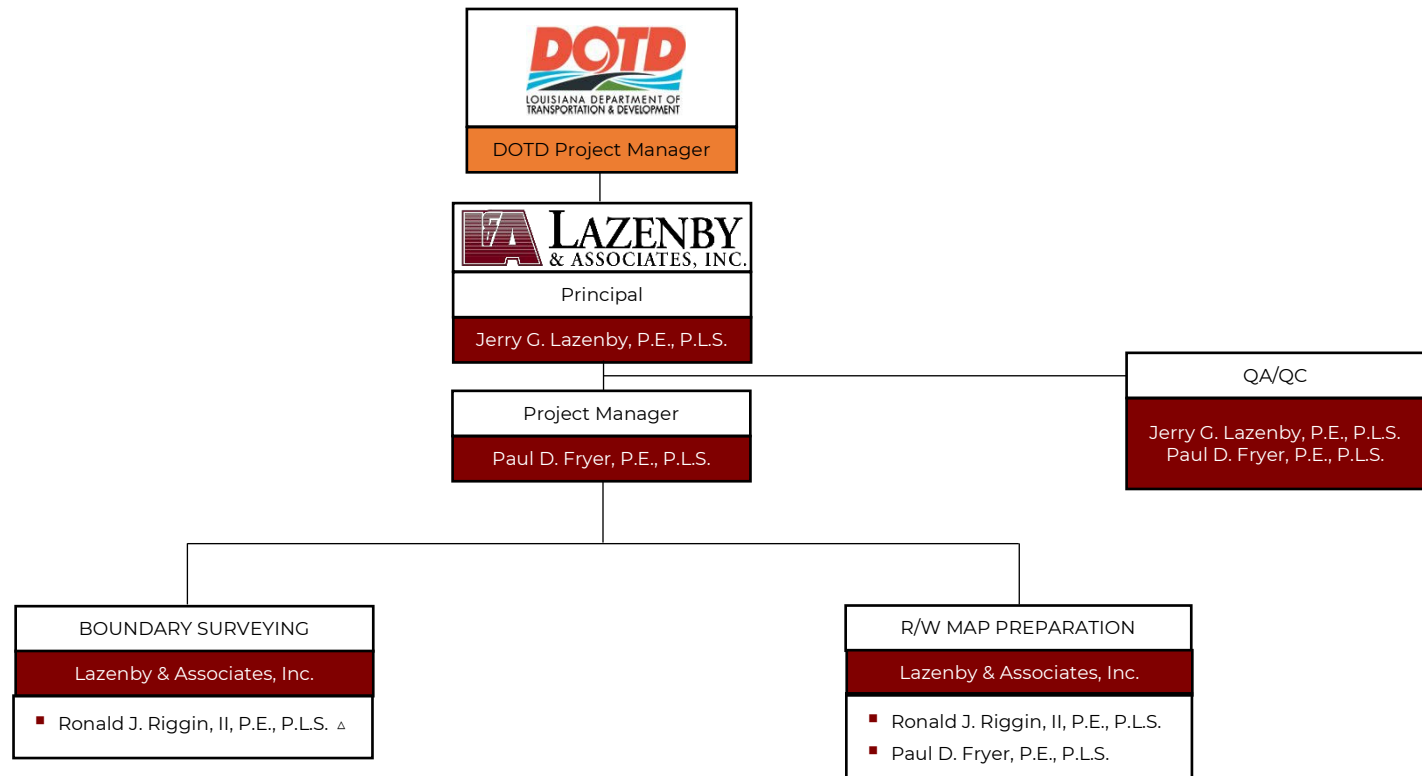 DOTD
LOUISIANA DEPARTMENT OF
TRANSPORTATION & DEVELOPMENT
DOTD Project Manager
L&A LAZENBY
& ASSOCIATES, INC.
Principal
Jerry G. Lazenby, P.E., P.L.S.
QA/QC
Jerry G. Lazenby, P.E., P.L.S.
Paul D. Fryer, P.E., P.L.S.
Project Manager
Paul D. Fryer, P.E., P.L.S.
BOUNDARY SURVEYING
Lazenby & Associates, Inc.
▪ Ronald J. Riggin, II, P.E., P.L.S. △
R/W MAP PREPARATION
Lazenby & Associates, Inc.
▪ Ronald J. Riggin, II, P.E., P.L.S.
▪ Paul D. Fryer, P.E., P.L.S.